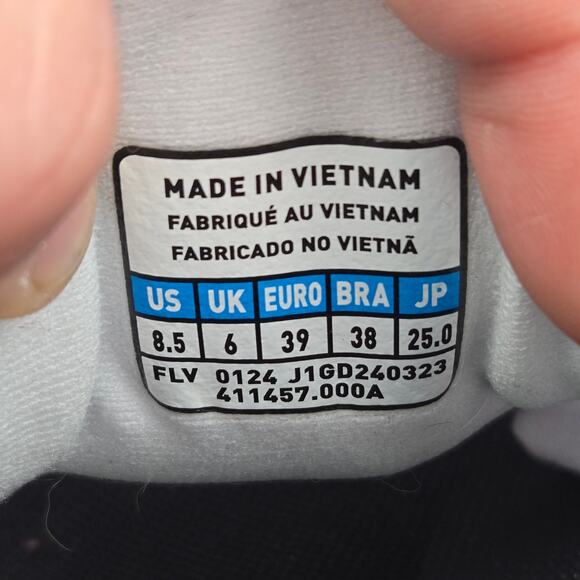 MADE IN VIETNAM
FABRIQUÉ AU VIETNAM
FABRICADO NO VIETNÃ
US UK EURO BRA JP
8.5 6 39 38 25.0
FLV 0124 J1GD240323
411457.000A